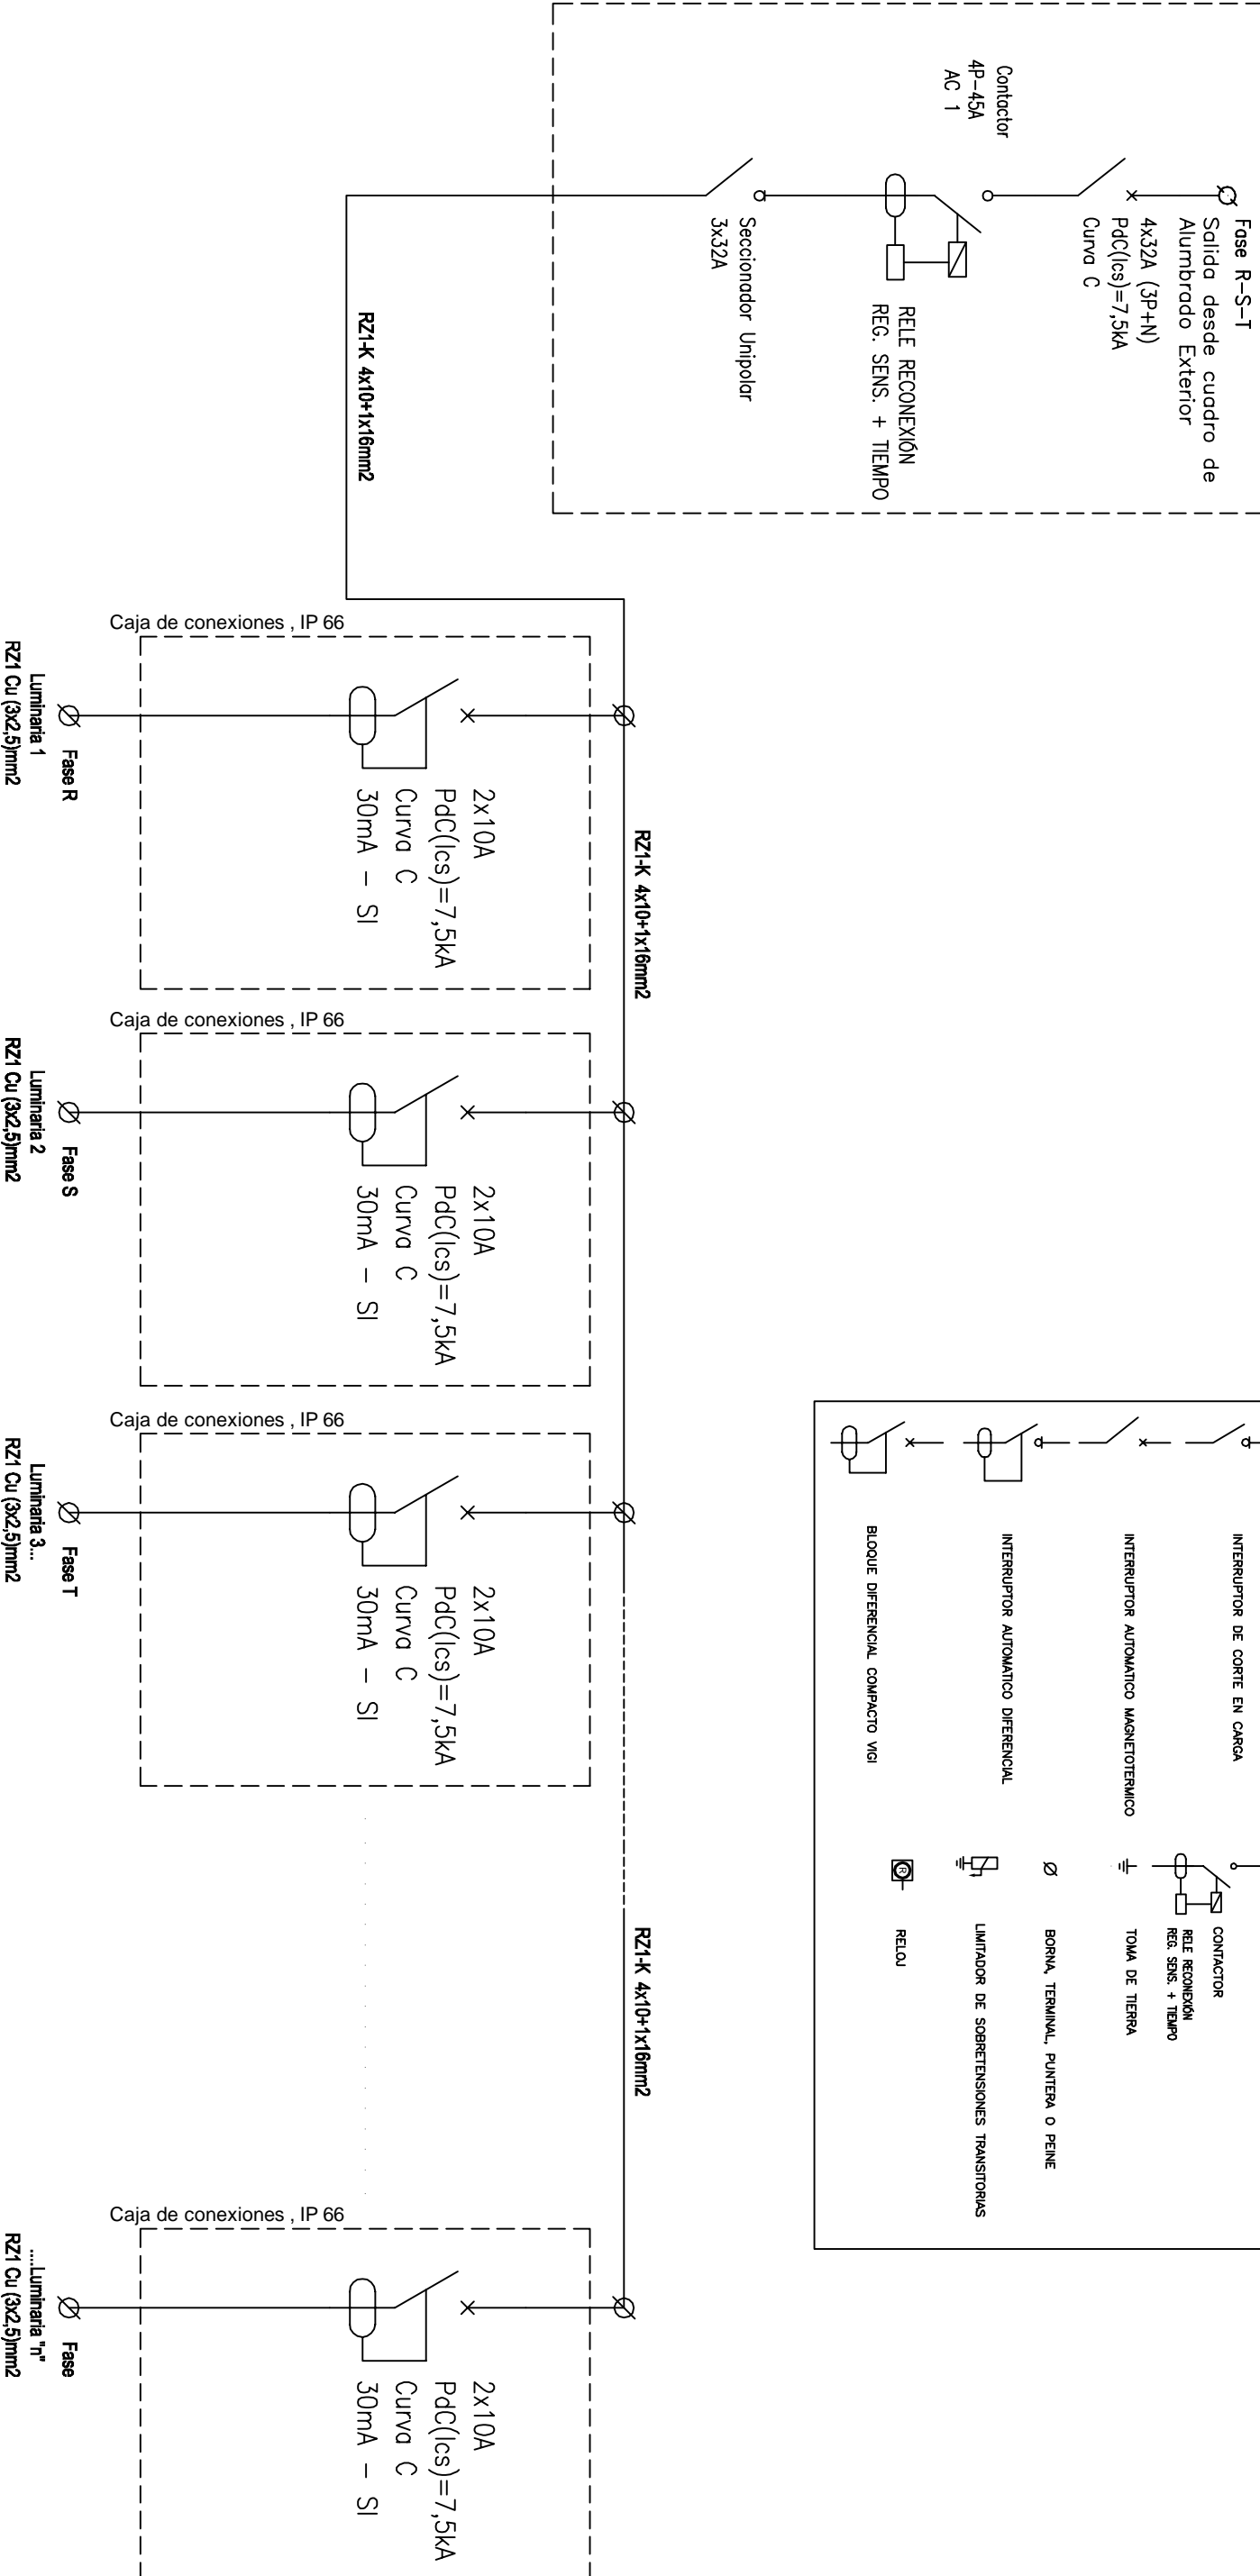 Fase R-S-T
Salida desde cuadro de
Alumbrado Exterior
4x32A (3P+N)
PdC(Ics)=7,5kA
Curva C
Contactor
4P-45A
AC 1
RELE RECONEXIÓN
REG. SENS. + TIEMPO
Seccionador Unipolar
3x32A
RZ1-K 4x10+1x16mm2
RZ1-K 4x10+1x16mm2
RZ1-K 4x10+1x16mm2
Caja de conexiones , IP 66
2x10A
PdC(Ics)=7,5kA
Curva C
30mA - SI
Fase R
Luminaria 1
RZ1 Cu (3x2,5)mm2
Caja de conexiones , IP 66
2x10A
PdC(Ics)=7,5kA
Curva C
30mA - SI
Fase S
Luminaria 2
RZ1 Cu (3x2,5)mm2
Caja de conexiones , IP 66
2x10A
PdC(Ics)=7,5kA
Curva C
30mA - SI
Fase T
Luminaria 3...
RZ1 Cu (3x2,5)mm2
Caja de conexiones , IP 66
2x10A
PdC(Ics)=7,5kA
Curva C
30mA - SI
Fase
....Luminaria "n"
RZ1 Cu (3x2,5)mm2
INTERRUPTOR DE CORTE EN CARGA
INTERRUPTOR AUTOMATICO MAGNETOTERMICO
INTERRUPTOR AUTOMATICO DIFERENCIAL
BLOQUE DIFERENCIAL COMPACTO VIGI
CONTACTOR
RELE RECONEXIÓN
REG. SENS. + TIEMPO
TOMA DE TIERRA
BORNA, TERMINAL, PUNTERA O PEINE
LIMITADOR DE SOBRETENSIONES TRANSITORIAS
R
RELOJ